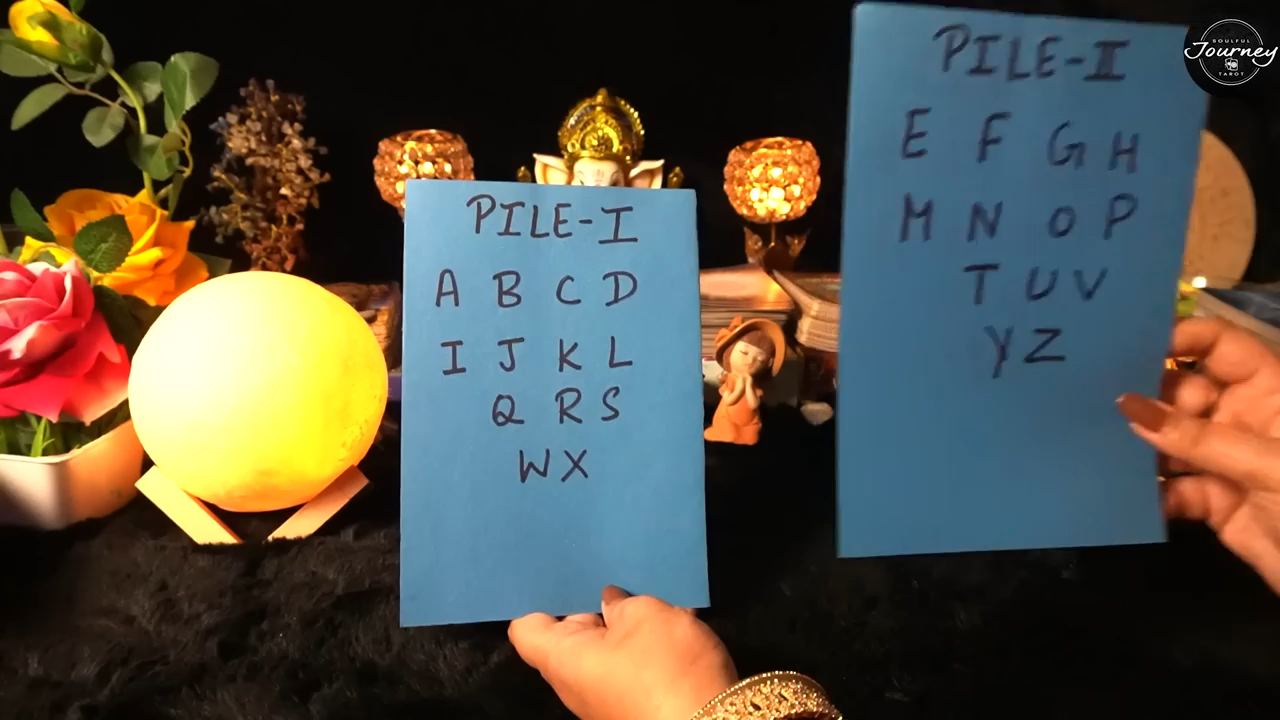 PILE-I
A B C D
I J K L
Q R S
W X
PILE-II
E F G H
M N O P
T U V
Y Z
SOULFUL
Journey
TAROT